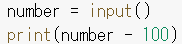 number = input()
print(number - 100)